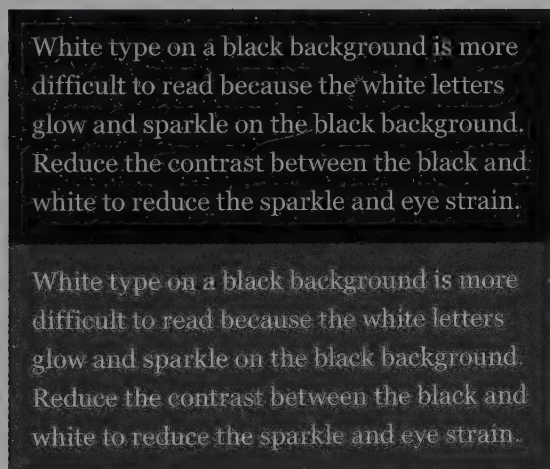 White type on a black background is more
difficult to read because the white letters
glow and sparkle on the black background.
Reduce the contrast between the black and
white to reduce the sparkle and eye strain.
White type on a black background is more
difficult to read because the white letters
glow and sparkle on the black background.
Reduce the contrast between the black and
white to reduce the sparkle and eye strain.